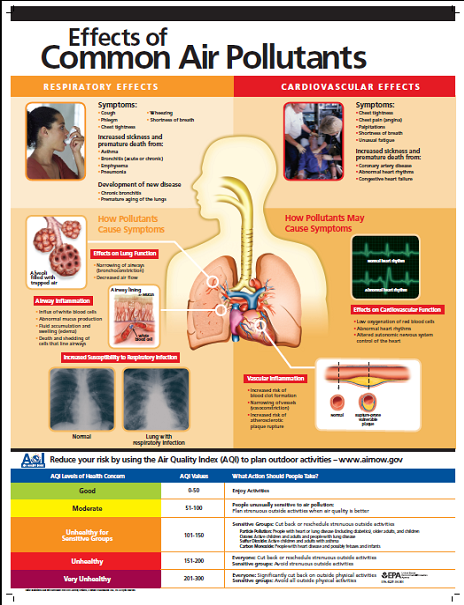 Effects of
Common Air Pollutants
RESPIRATORY EFFECTS
Symptoms:
• Cough
• Phlegm
• Chest tightness
• Wheezing
• Shortness of breath
Increased sickness and
premature death from:
• Asthma
• Bronchitis (acute or chronic)
• Emphysema
• Pneumonia
Development of new disease
• Chronic bronchitis
• Premature aging of the lungs
CARDIOVASCULAR EFFECTS
Symptoms:
• Chest tightness
• Chest pain (angina)
• Palpitations
• Shortness of breath
• Unusual fatigue
Increased sickness and
premature death from:
• Coronary artery disease
• Abnormal heart rhythms
• Congestive heart failure
How Pollutants
Cause Symptoms
Alveoli
filled with
trapped air
Effects on Lung Function
• Narrowing of airways
(bronchoconstriction)
• Decreased air flow
Airway Inflammation
• Influx of white blood cells
• Abnormal mucus production
• Fluid accumulation and
swelling (edema)
• Death and shedding of
cells that line airways
Airway lining
mucus
white
blood cell
Increased Susceptibility to Respiratory Infection
Normal
Lung with
respiratory infection
How Pollutants May
Cause Symptoms
normal heart rhythm
abnormal heart rhythm
Effects on Cardiovascular Function
• Low oxygenation of red blood cells
• Abnormal heart rhythms
• Altered autonomic nervous system
control of the heart
Vascular Inflammation
• Increased risk of
blood clot formation
• Narrowing of vessels
(vasoconstriction)
• Increased risk of
atherosclerotic
plaque rupture
normal
rupture-prone
vulnerable
plaque
AQI
Reduce your risk by using the Air Quality Index (AQI) to plan outdoor activities – www.airnow.gov
AQI Levels of Health Concern
AQI Values
What Action Should People Take?
Good
0-50
Enjoy Activities
Moderate
51-100
People unusually sensitive to air pollution:
Plan strenuous outside activities when air quality is better
Unhealthy for
Sensitive Groups
101-150
Sensitive Groups: Cut back or reschedule strenuous outside activities
Particle Pollution: People with heart or lung disease (including diabetics), older adults, and children
Ozone: Active children and adults and people with lung disease
Sulfur Dioxide: Active children and adults with asthma
Carbon Monoxide: People with heart disease and possibly fetuses and infants
Unhealthy
151-200
Everyone: Cut back or reschedule strenuous outside activities
Sensitive groups: Avoid strenuous outside activities
Very Unhealthy
201-300
Everyone: Significantly cut back on outside physical activities
Sensitive groups: Avoid all outside physical activities
EPA